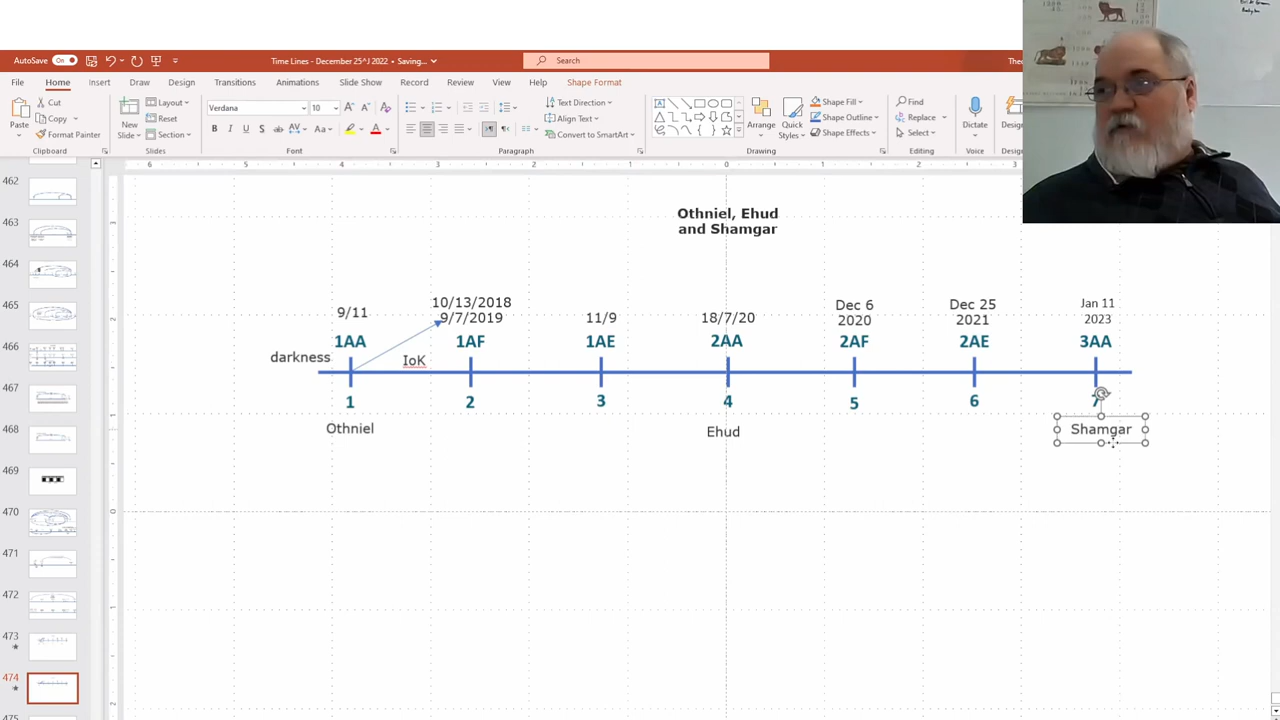 AutoSave On Time Lines - December 25^J 2022 • Saving...
Search
File Home Insert Draw Design Transitions Animations Slide Show Record Review View Help Shape Format
Paste
Cut
Copy
Format Painter
Clipboard
New
Slide
Layout
Reset
Section
Slides
Verdana 10
Font
Paragraph
Text Direction
Align Text
Convert to SmartArt
Arrange
Quick
Styles
Shape Fill
Shape Outline
Shape Effects
Drawing
Find
Replace
Select
Editing
Dictate
Voice
462
463
464
465
466
467
468
469
470
471
472
473
474
Othniel, Ehud
and Shamgar
9/11
10/13/2018
9/7/2019
11/9
18/7/20
Dec 6
2020
Dec 25
2021
Jan 11
2023
1AA 1AF 1AE 2AA 2AF 2AE 3AA
darkness
IoK
1 2 3 4 5 6 7
Othniel
Ehud
Shamgar